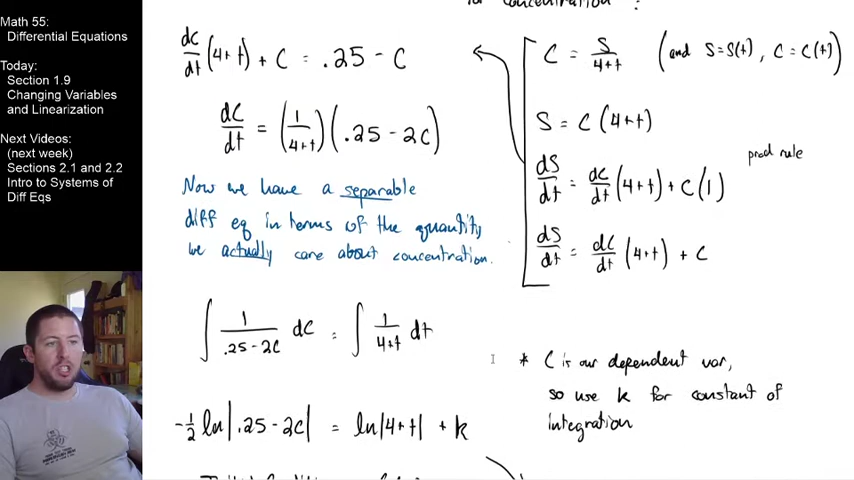 Math 55:
Differential Equations
Today:
Section 1.9
Changing Variables
and Linearization
Next Videos:
(next week)
Sections 2.1 and 2.2
Intro to Systems of
Diff Eqs
for concentration :
dC/dt (4+t) + C = .25 - C
dC/dt = (1/4+t)(.25 - 2C)
Now we have a separable
diff eq in terms of the quantity
we actually care about concentration.
∫ 1/.25-2C dC = ∫ 1/4+t dt
-1/2 ln|.25-2C| = ln|4+t| + k
C = S/4+t (and S=S(t), C=C(t))
S = C(4+t)
prod rule
dS/dt = dC/dt (4+t) + C(1)
dS/dt = dC/dt (4+t) + C
* C is our dependent var,
so use k for constant of
integration